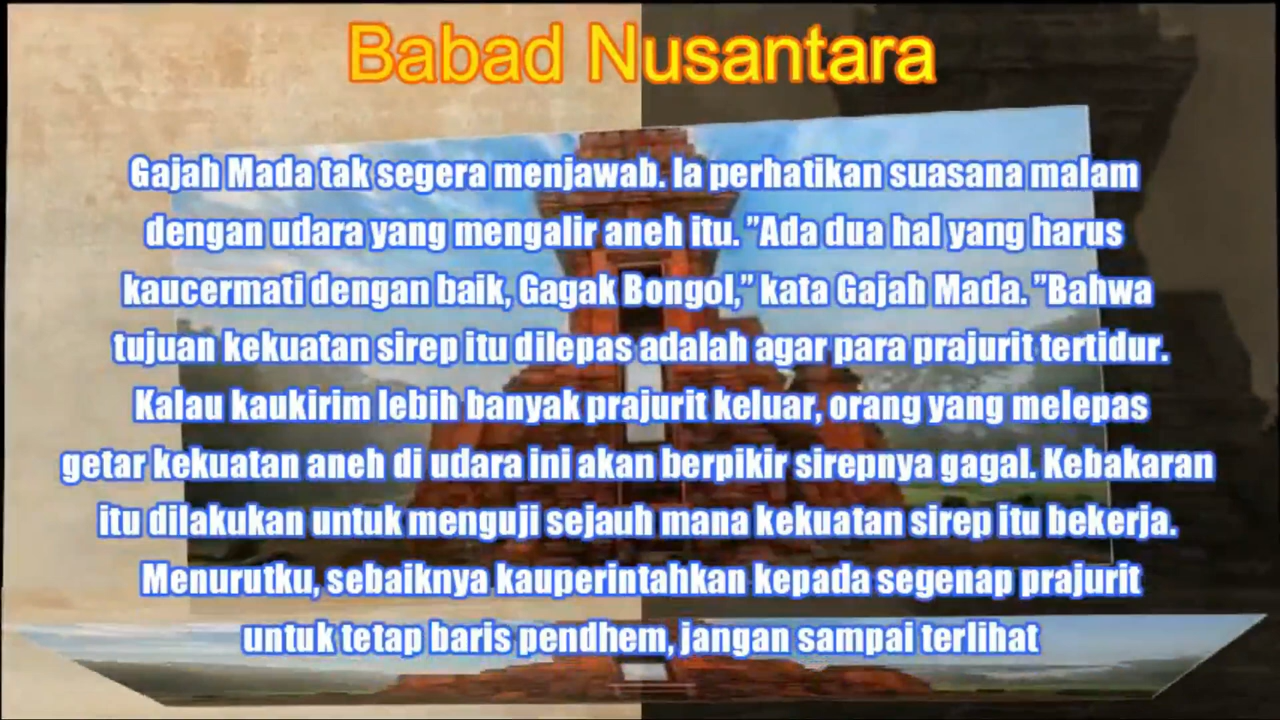 Babad Nusantara
Gajah Mada tak segera menjawab. Ia perhatikan suasana malam
dengan udara yang mengalir aneh itu. ”Ada dua hal yang harus
kaucermati dengan baik, Gagak Bongol,” kata Gajah Mada. ”Bahwa
tujuan kekuatan sirep itu dilepas adalah agar para prajurit tertidur.
Kalau kaukirim lebih banyak prajurit keluar, orang yang melepas
getar kekuatan aneh di udara ini akan berpikir sirepnya gagal. Kebakaran
itu dilakukan untuk menguji sejauh mana kekuatan sirep itu bekerja.
Menurutku, sebaiknya kauperintahkan kepada segenap prajurit
untuk tetap baris pendhem, jangan sampai terlihat